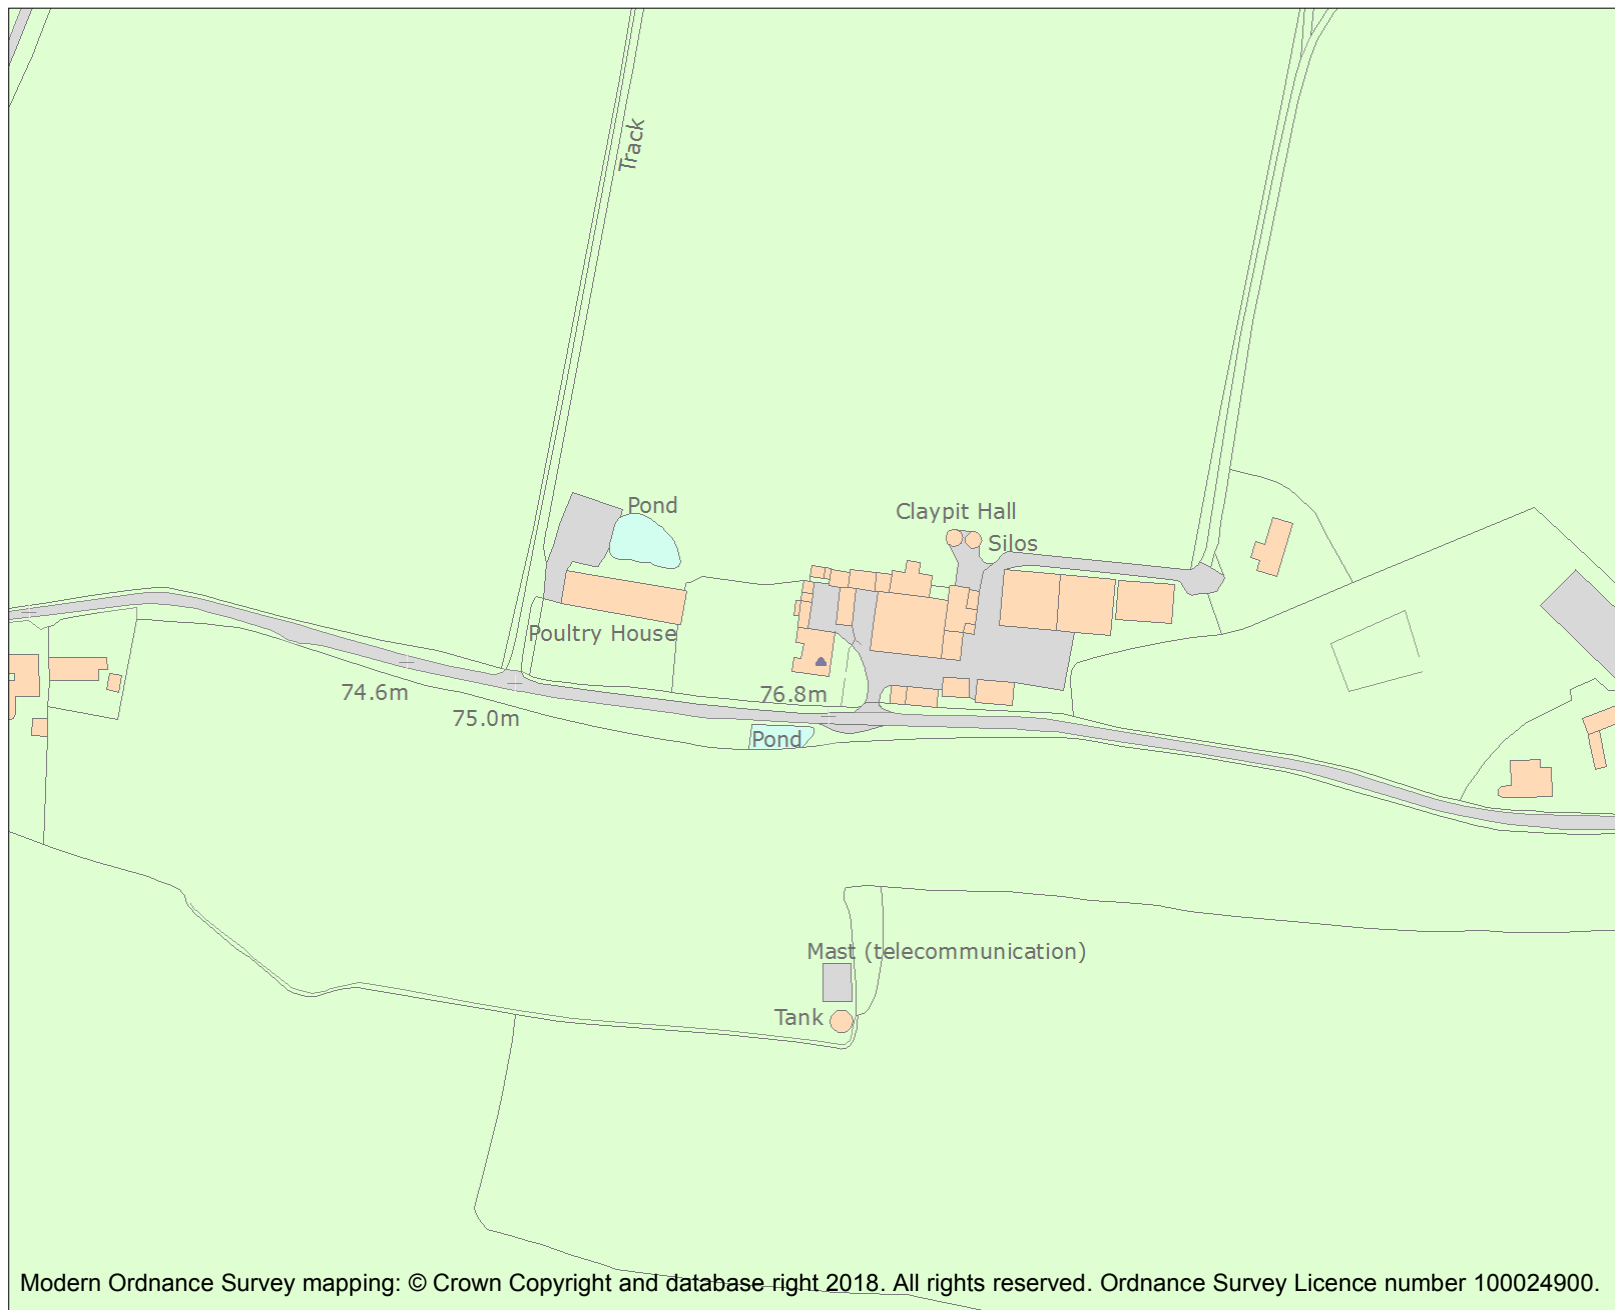 Track
Pond
Claypit Hall
Silos
Poultry House
74.6m
76.8m
75.0m
Pond
Mast (telecommunication)
Tank
Modern Ordnance Survey mapping: © Crown Copyright and database right 2018. All rights reserved. Ordnance Survey Licence number 100024900.